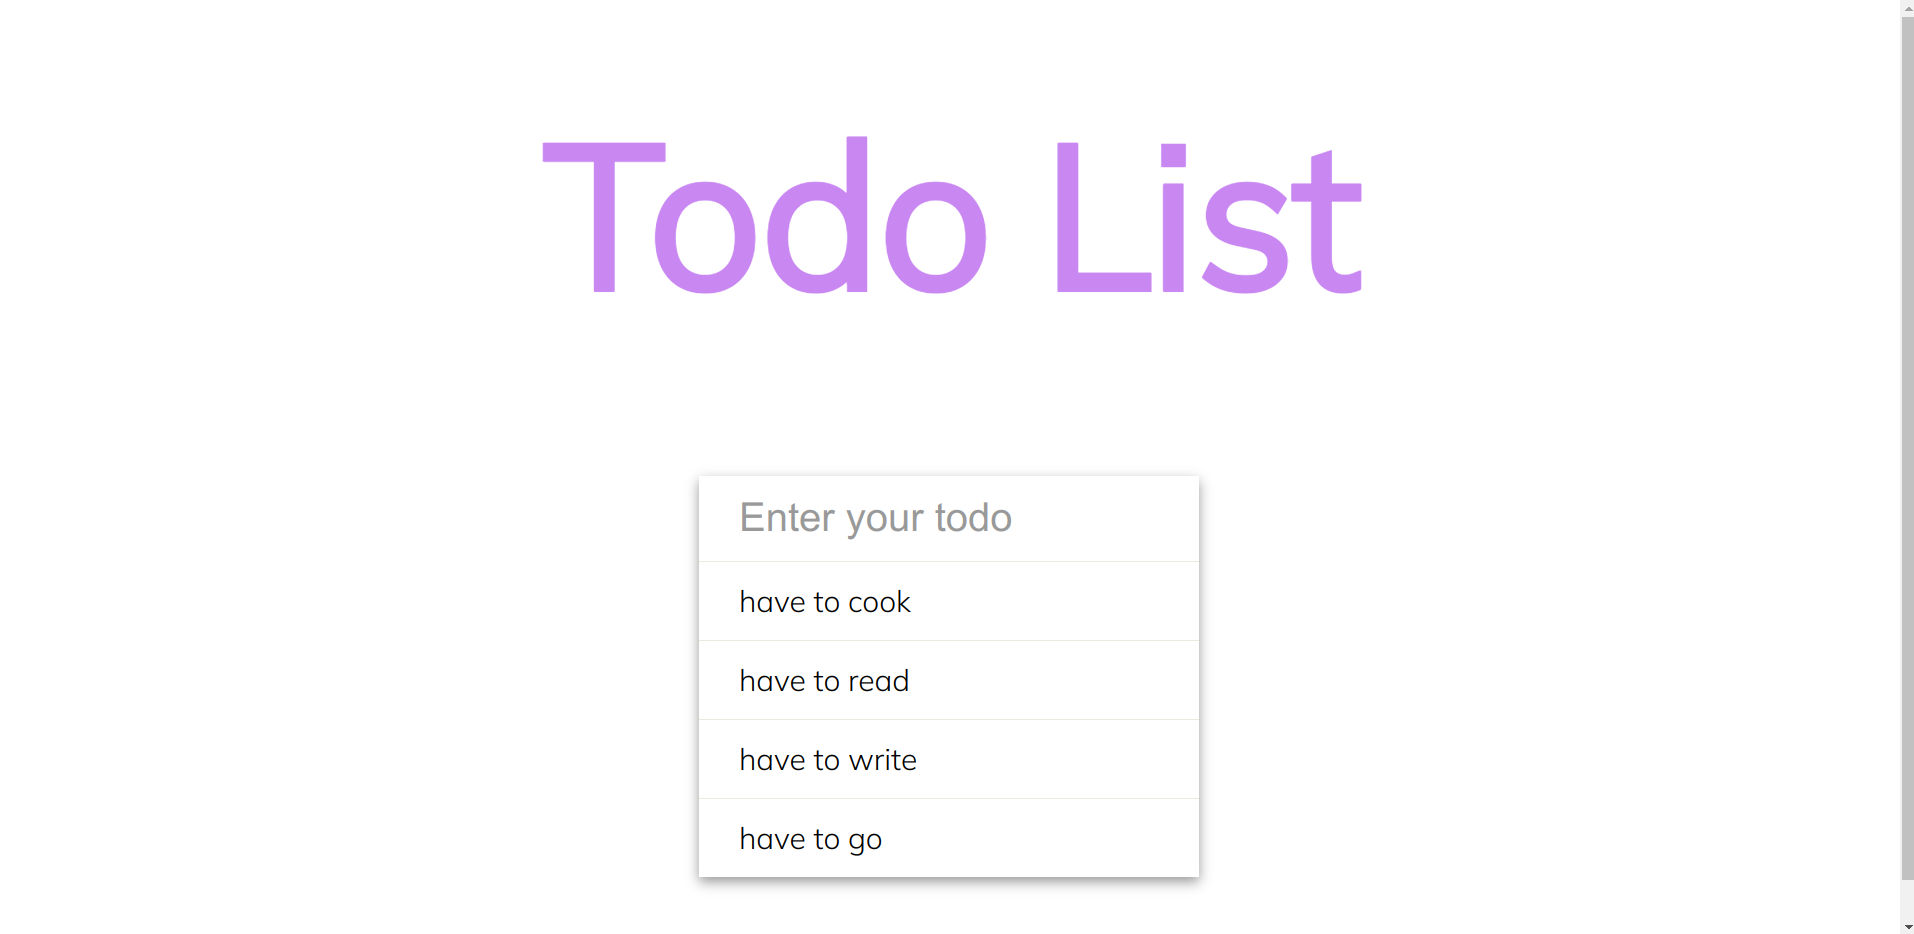 Todo List
Enter your todo
have to cook
have to read
have to write
have to go